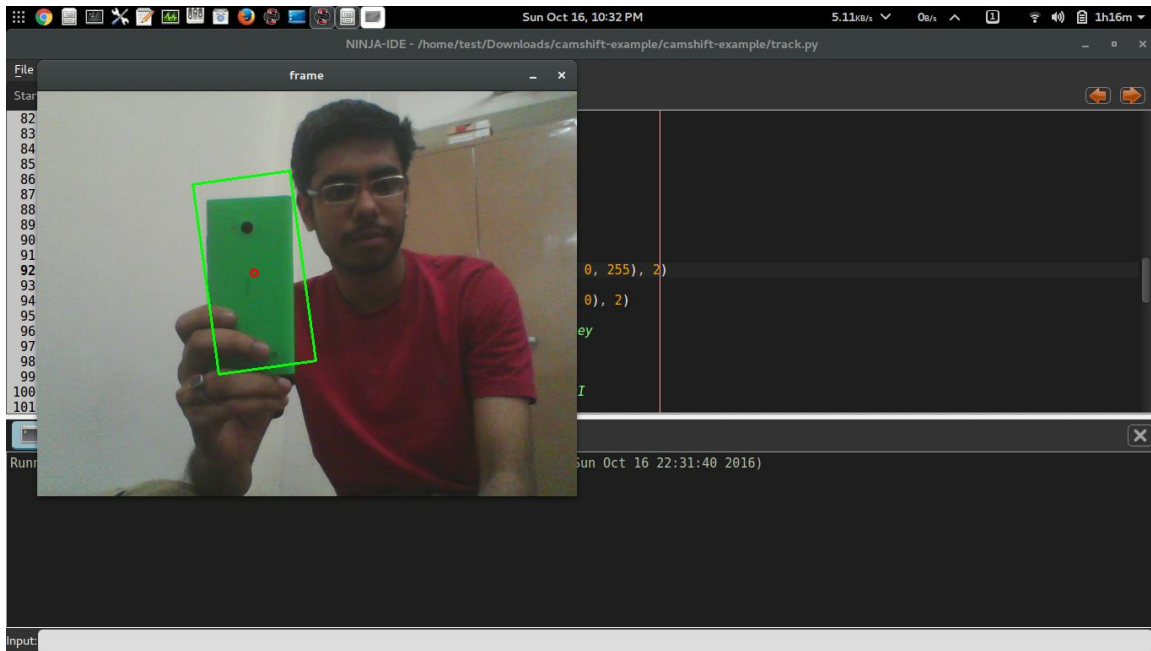 Sun Oct 16, 10:32 PM
5.11KB/s
0B/s
1
1h16m
NINJA-IDE - /home/test/Downloads/camshift-example/camshift-example/track.py
File
frame
Star
82
83
84
85
86
87
88
89
90
91
92 0, 255), 2)
93
94 0), 2)
95
96 ey
97
98
99
100 I
101
Runn Sun Oct 16 22:31:40 2016)
Input: